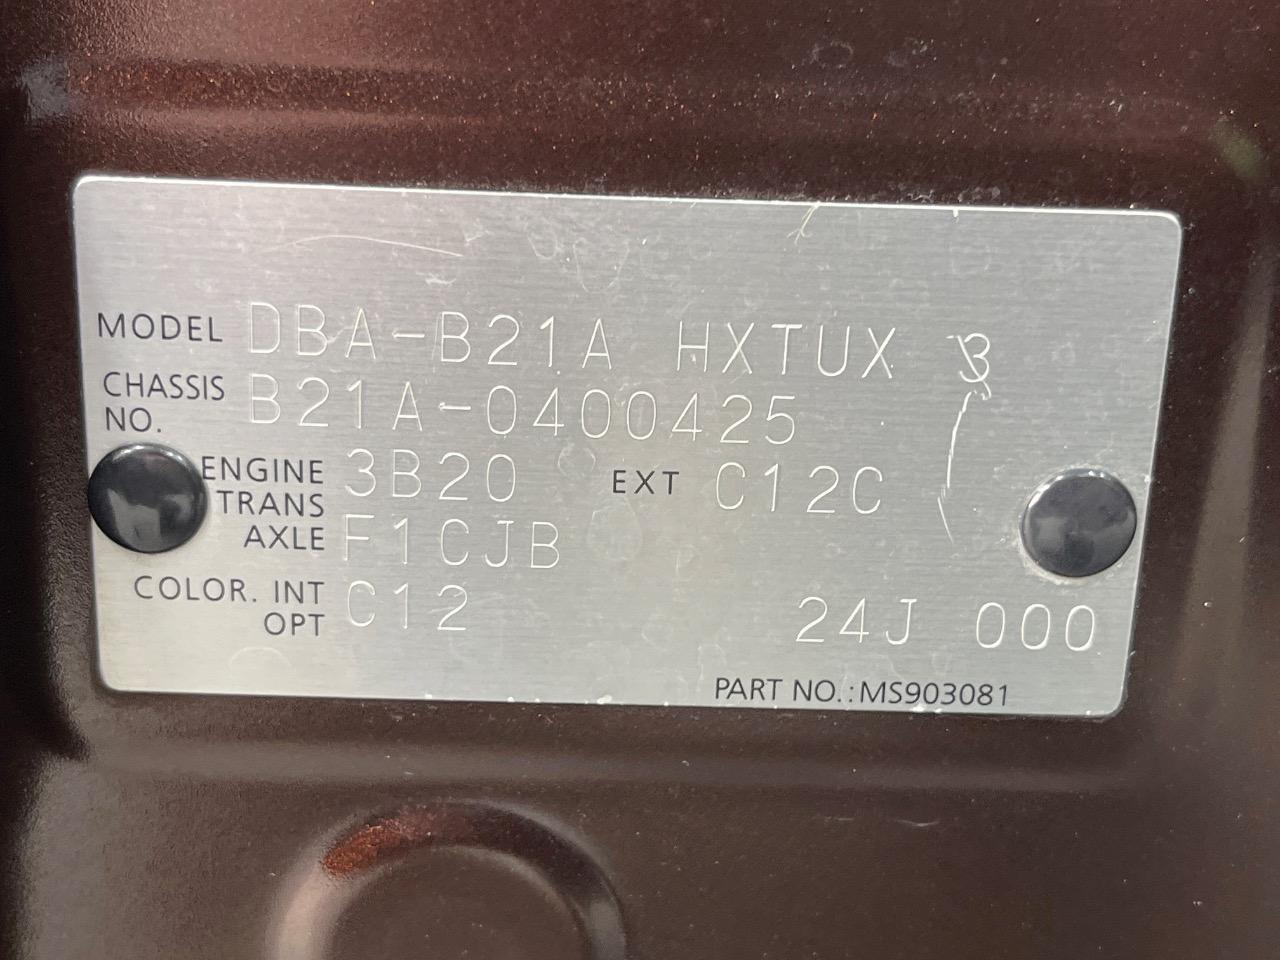 MODEL DBA-B21A HXTUX 3
CHASSIS NO. B21A-0400425
ENGINE 3B20 EXT C12C
TRANS AXLE F1CJB
COLOR. INT OPT C12 24J 000
PART NO.:MS903081